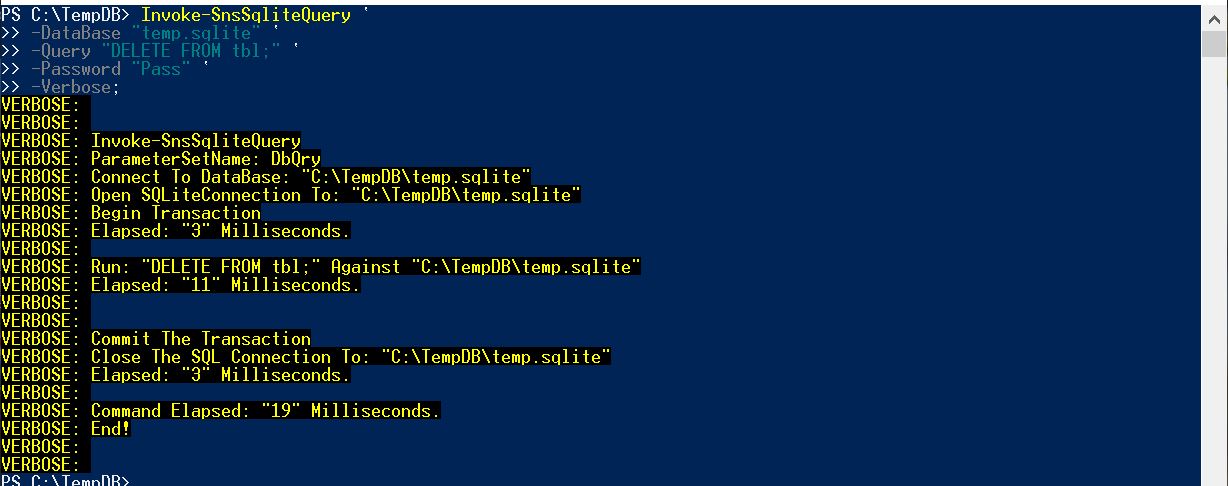 PS C:\TempDB> Invoke-SnsSqliteQuery `
>> -DataBase "temp.sqlite" `
>> -Query "DELETE FROM tbl;" `
>> -Password "Pass" `
>> -Verbose;
VERBOSE:
VERBOSE:
VERBOSE: Invoke-SnsSqliteQuery
VERBOSE: ParameterSetName: DbQry
VERBOSE: Connect To DataBase: "C:\TempDB\temp.sqlite"
VERBOSE: Open SQLiteConnection To: "C:\TempDB\temp.sqlite"
VERBOSE: Begin Transaction
VERBOSE: Elapsed: "3" Milliseconds.
VERBOSE:
VERBOSE: Run: "DELETE FROM tbl;" Against "C:\TempDB\temp.sqlite"
VERBOSE: Elapsed: "11" Milliseconds.
VERBOSE:
VERBOSE:
VERBOSE: Commit The Transaction
VERBOSE: Close The SQL Connection To: "C:\TempDB\temp.sqlite"
VERBOSE: Elapsed: "3" Milliseconds.
VERBOSE:
VERBOSE: Command Elapsed: "19" Milliseconds.
VERBOSE: End!
VERBOSE:
VERBOSE:
PS C:\TempDB>